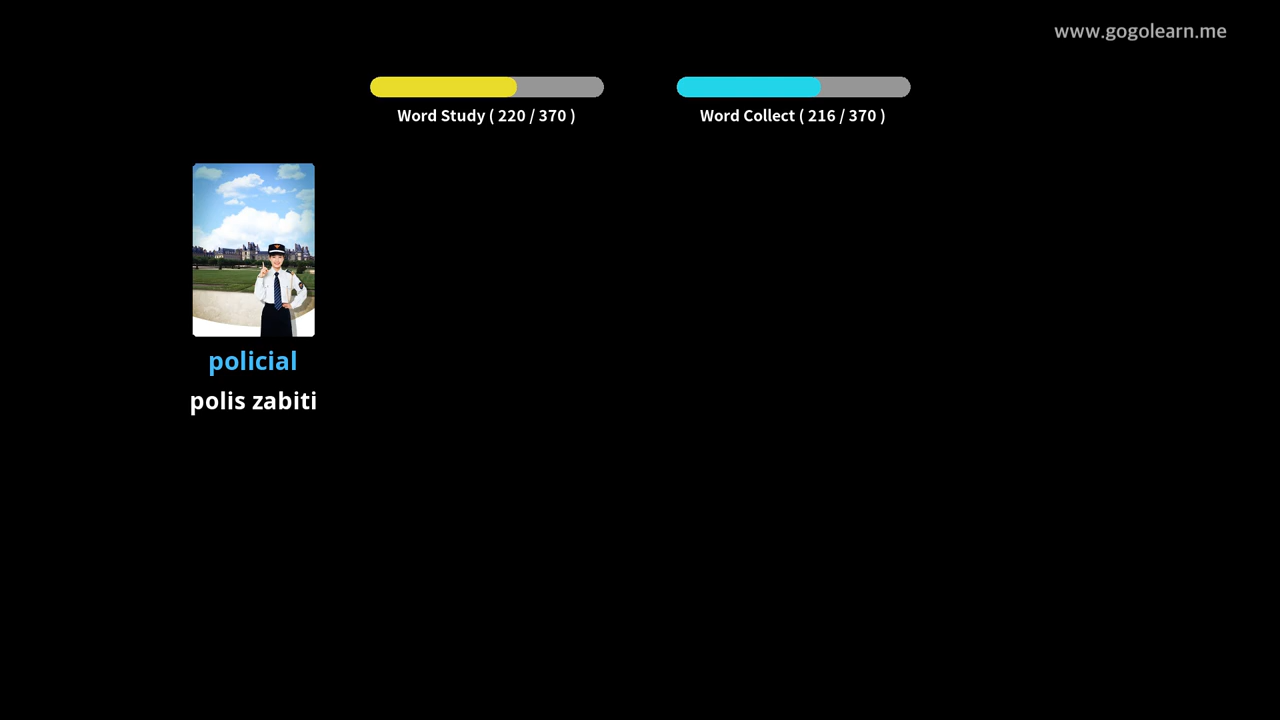 www.gogolearn.me
Word Study ( 220 / 370 )
Word Collect ( 216 / 370 )
policial
polis zabiti